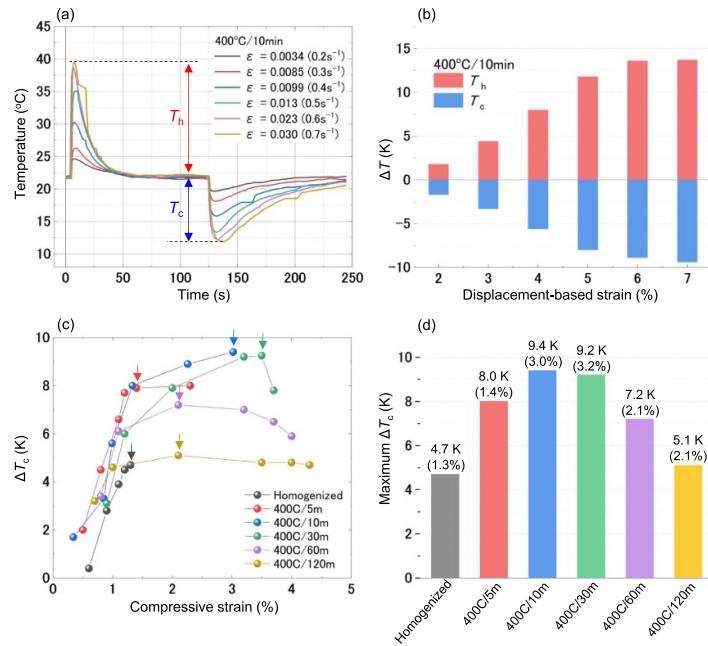 (a)
400℃/10min
ε = 0.0034 (0.2s⁻¹)
ε = 0.0085 (0.3s⁻¹)
ε = 0.0099 (0.4s⁻¹)
ε = 0.013 (0.5s⁻¹)
ε = 0.023 (0.6s⁻¹)
ε = 0.030 (0.7s⁻¹)
Th
Tc
45
40
35
30
25
20
15
10
Temperature (℃)
0
50
100
150
200
250
Time (s)
(b)
400℃/10min
Th
Tc
15
10
5
0
-5
-10
ΔT (K)
2
3
4
5
6
7
Displacement-based strain (%)
(c)
10
8
6
4
2
0
ΔTc (K)
Homogenized
400C/5m
400C/10m
400C/30m
400C/60m
400C/120m
0
1
2
3
4
5
Compressive strain (%)
(d)
10
8
6
4
2
0
Maximum ΔTc (K)
4.7 K
(1.3%)
8.0 K
(1.4%)
9.4 K
(3.0%)
9.2 K
(3.2%)
7.2 K
(2.1%)
5.1 K
(2.1%)
Homogenized
400C/5m
400C/10m
400C/30m
400C/60m
400C/120m